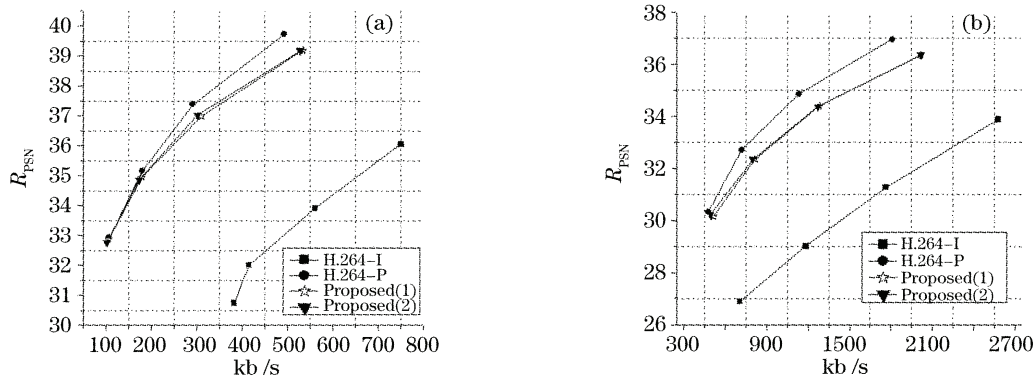 (a)
40
39
38
37
36
35
34
33
32
31
30
R_PSN
100 200 300 400 500 600 700 800
kb /s
H.264-I
H.264-P
Proposed(1)
Proposed(2)
(b)
38
36
34
32
30
28
26
R_PSN
300 900 1500 2100 2700
kb /s
H.264-I
H.264-P
Proposed(1)
Proposed(2)